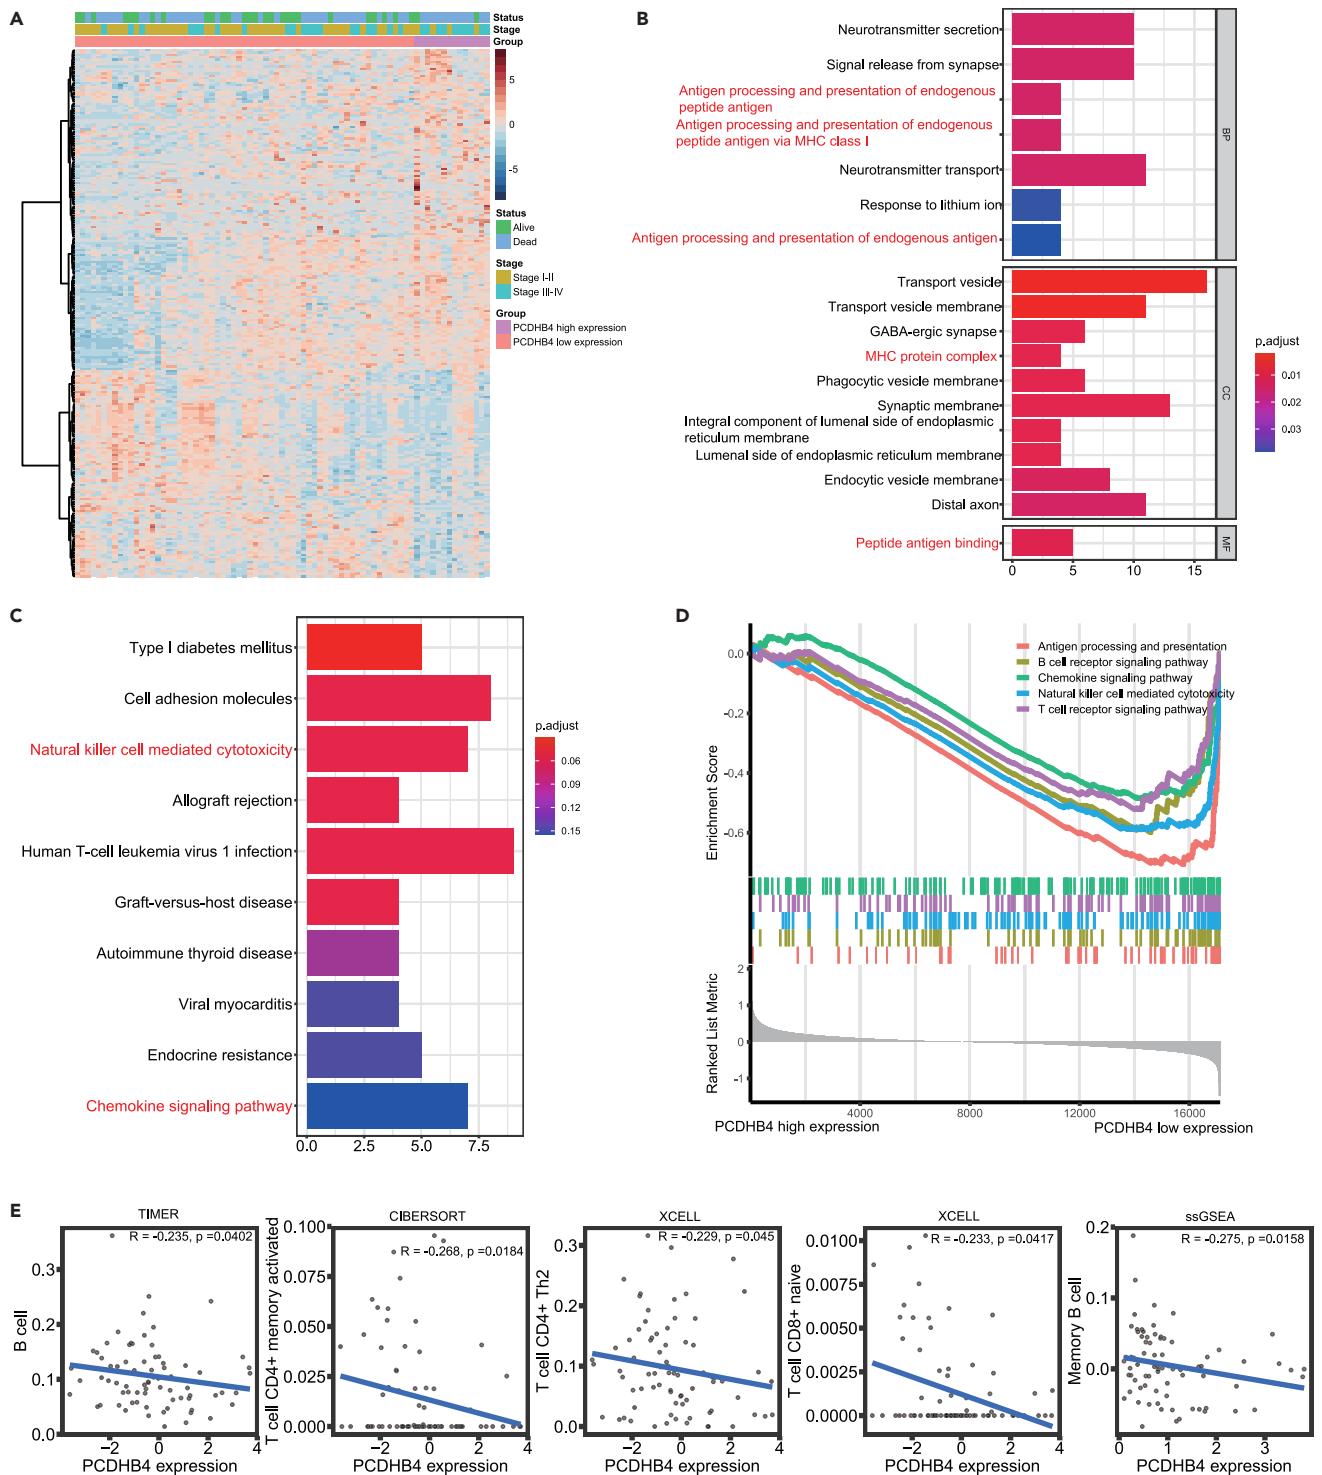 A
Status
Stage
Group
5
0
-5
Status
Alive
Dead
Stage
Stage I-II
Stage III-IV
Group
PCDHB4 high expression
PCDHB4 low expression
B
Neurotransmitter secretion
Signal release from synapse
Antigen processing and presentation of endogenous
peptide antigen
Antigen processing and presentation of endogenous
peptide antigen via MHC class I
Neurotransmitter transport
Response to lithium ion
Antigen processing and presentation of endogenous antigen
BP
Transport vesicle
Transport vesicle membrane
GABA-ergic synapse
MHC protein complex
Phagocytic vesicle membrane
Synaptic membrane
Integral component of lumenal side of endoplasmic
reticulum membrane
Lumenal side of endoplasmic reticulum membrane
Endocytic vesicle membrane
Distal axon
CC
Peptide antigen binding
MF
0 5 10 15
p.adjust
0.01
0.02
0.03
C
Type I diabetes mellitus
Cell adhesion molecules
Natural killer cell mediated cytotoxicity
Allograft rejection
Human T-cell leukemia virus 1 infection
Graft-versus-host disease
Autoimmune thyroid disease
Viral myocarditis
Endocrine resistance
Chemokine signaling pathway
0.0 2.5 5.0 7.5
p.adjust
0.06
0.09
0.12
0.15
D
Antigen processing and presentation
B cell receptor signaling pathway
Chemokine signaling pathway
Natural killer cell mediated cytotoxicity
T cell receptor signaling pathway
Enrichment Score
0.0
-0.2
-0.4
-0.6
Ranked List Metric
2
1
0
-1
4000 8000 12000 16000
PCDHB4 high expression PCDHB4 low expression
E
TIMER
R = -0.235, p =0.0402
B cell
0.3
0.2
0.1
0.0
−2 0 2 4
PCDHB4 expression
CIBERSORT
R = -0.268, p =0.0184
T cell CD4+ memory activated
0.100
0.075
0.050
0.025
0.000
−2 0 2 4
PCDHB4 expression
XCELL
R = -0.229, p =0.045
T cell CD4+ Th2
0.3
0.2
0.1
0.0
−2 0 2 4
PCDHB4 expression
XCELL
R = -0.233, p =0.0417
T cell CD8+ naive
0.0100
0.0075
0.0050
0.0025
0.0000
−2 0 2 4
PCDHB4 expression
ssGSEA
R = -0.275, p =0.0158
Memory B cell
0.2
0.1
0.0
0 1 2 3
PCDHB4 expression